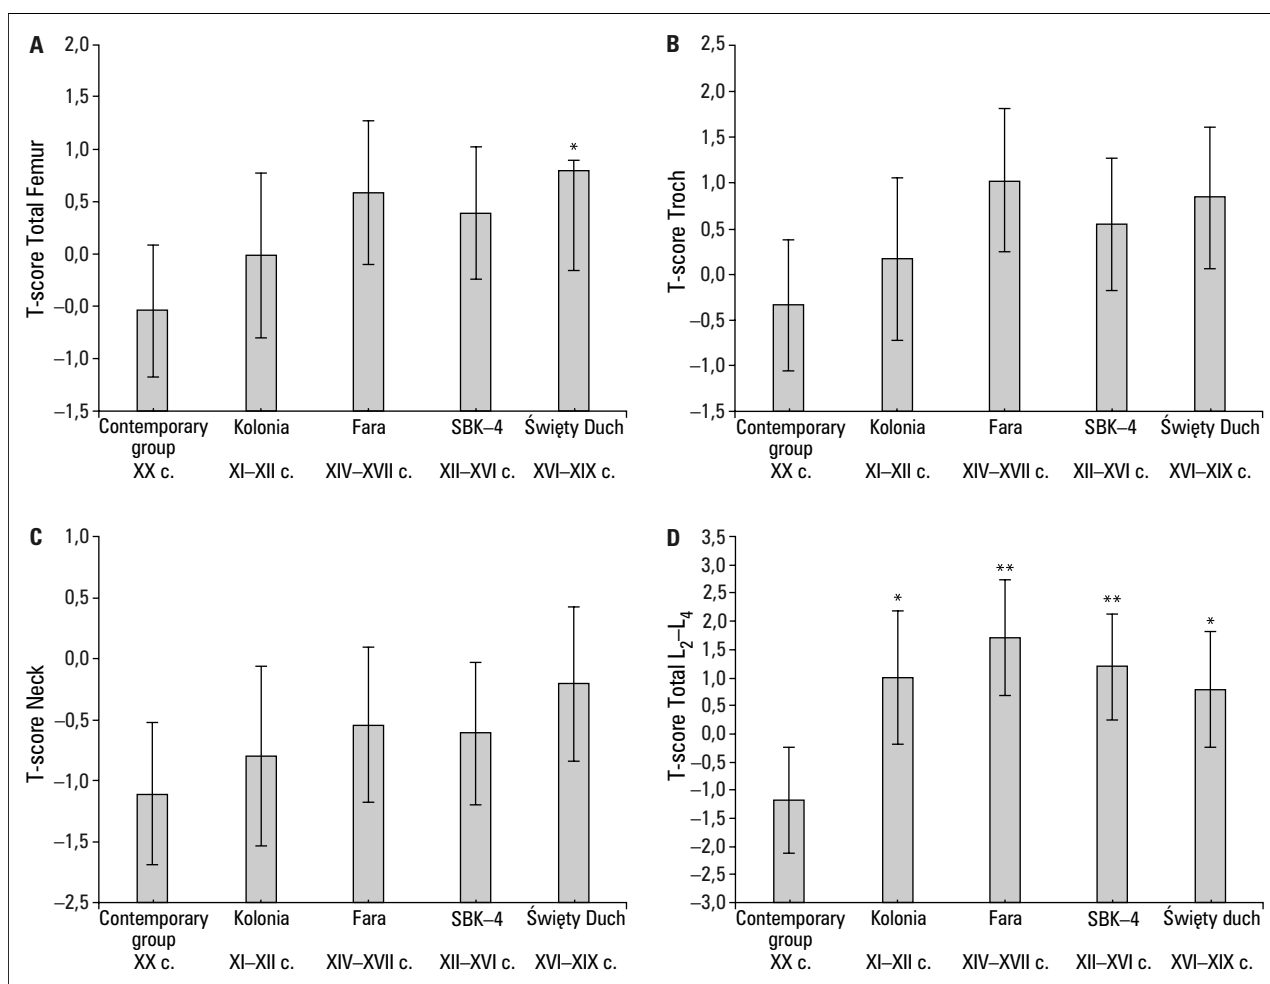 A
T-score Total Femur
2,0
1,5
1,0
0,5
0,0
–0,0
–1,0
–1,5
*
Contemporary group Kolonia Fara SBK–4 Święty Duch
XX c. XI–XII c. XIV–XVII c. XII–XVI c. XVI–XIX c.
B
T-score Troch
2,5
2,0
1,5
1,0
0,5
0,0
–0,5
–1,0
–1,5
Contemporary group Kolonia Fara SBK–4 Święty Duch
XX c. XI–XII c. XIV–XVII c. XII–XVI c. XVI–XIX c.
C
T-score Neck
1,0
0,5
0,0
–0,5
–1,0
–1,5
–2,5
Contemporary group Kolonia Fara SBK–4 Święty Duch
XX c. XI–XII c. XIV–XVII c. XII–XVI c. XVI–XIX c.
D
T-score Total L₂–L₄
3,5
3,0
2,5
2,0
1,5
1,0
0,0
–0,5
–1,0
–1,5
–2,0
–2,5
–3,0
* ** ** *
Contemporary group Kolonia Fara SBK–4 Święty duch
XX c. XI–XII c. XIV–XVII c. XII–XVI c. XVI–XIX c.